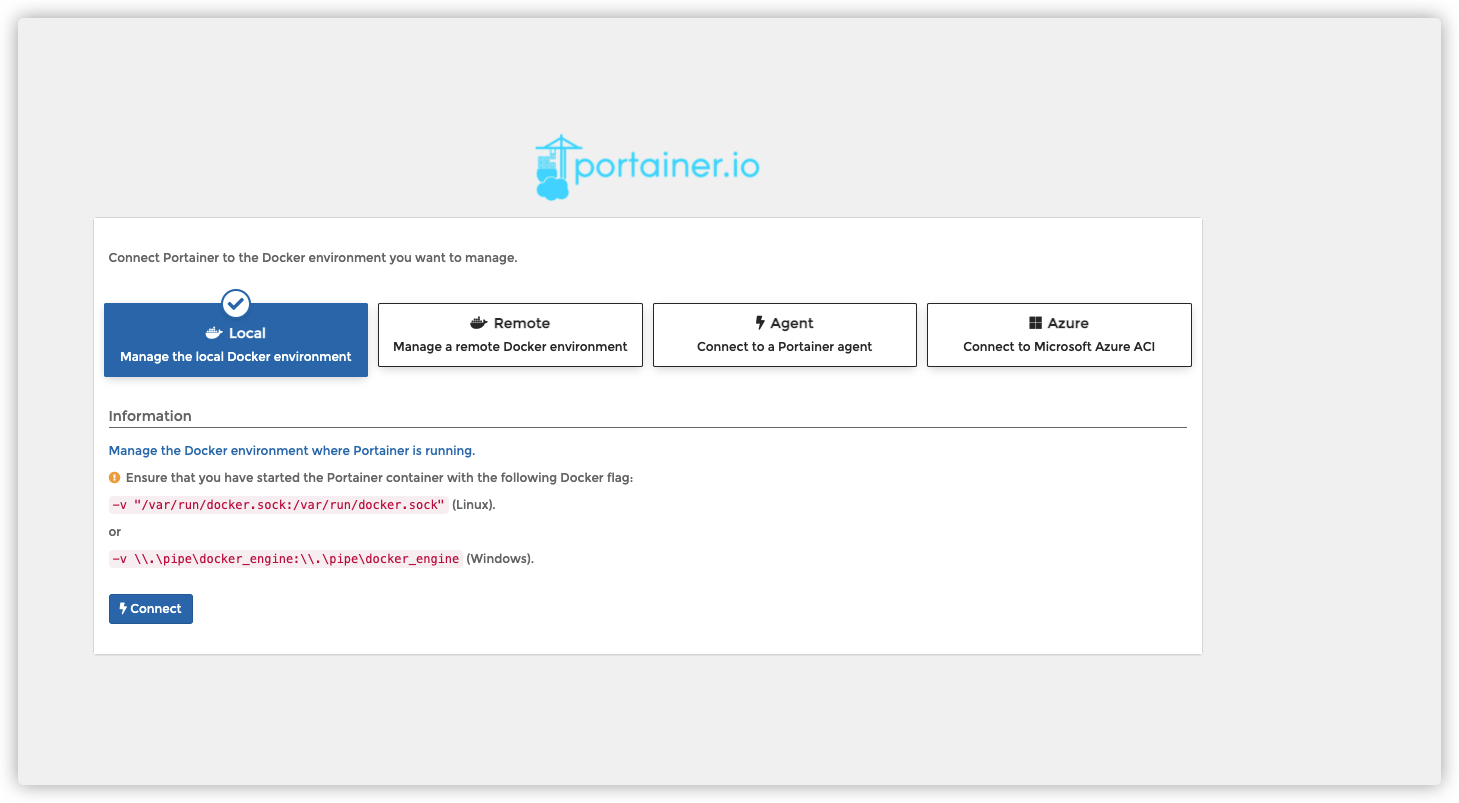 portainer.io
Connect Portainer to the Docker environment you want to manage.
Local
Manage the local Docker environment
Remote
Manage a remote Docker environment
Agent
Connect to a Portainer agent
Azure
Connect to Microsoft Azure ACI
Information
Manage the Docker environment where Portainer is running.
Ensure that you have started the Portainer container with the following Docker flag:
-v "/var/run/docker.sock:/var/run/docker.sock" (Linux).
or
-v \\.\pipe\docker_engine:\\.\pipe\docker_engine (Windows).
Connect